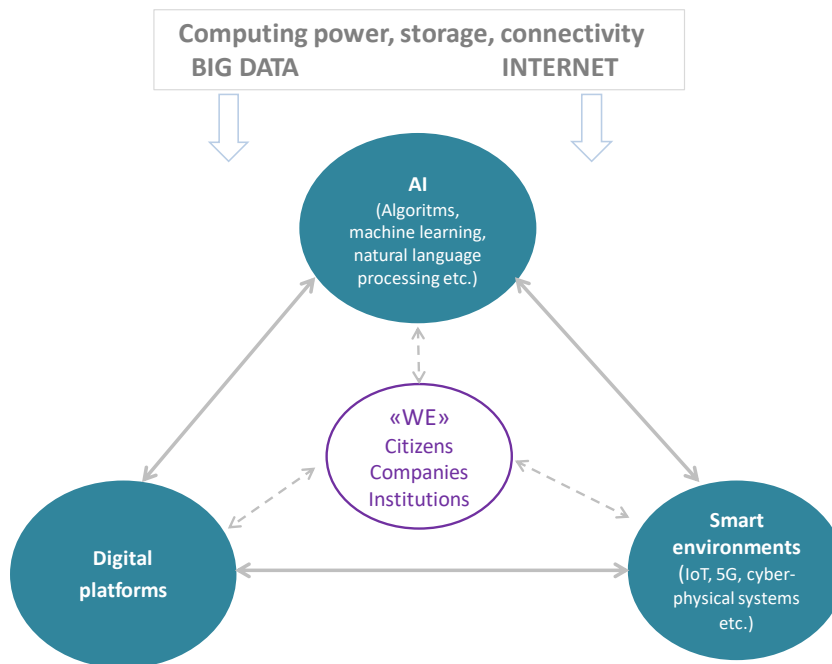 Computing power, storage, connectivity
BIG DATA INTERNET
AI
(Algoritms,
machine learning,
natural language
processing etc.)
«WE»
Citizens
Companies
Institutions
Digital
platforms
Smart
environments
(IoT, 5G, cyber-
physical systems
etc.)